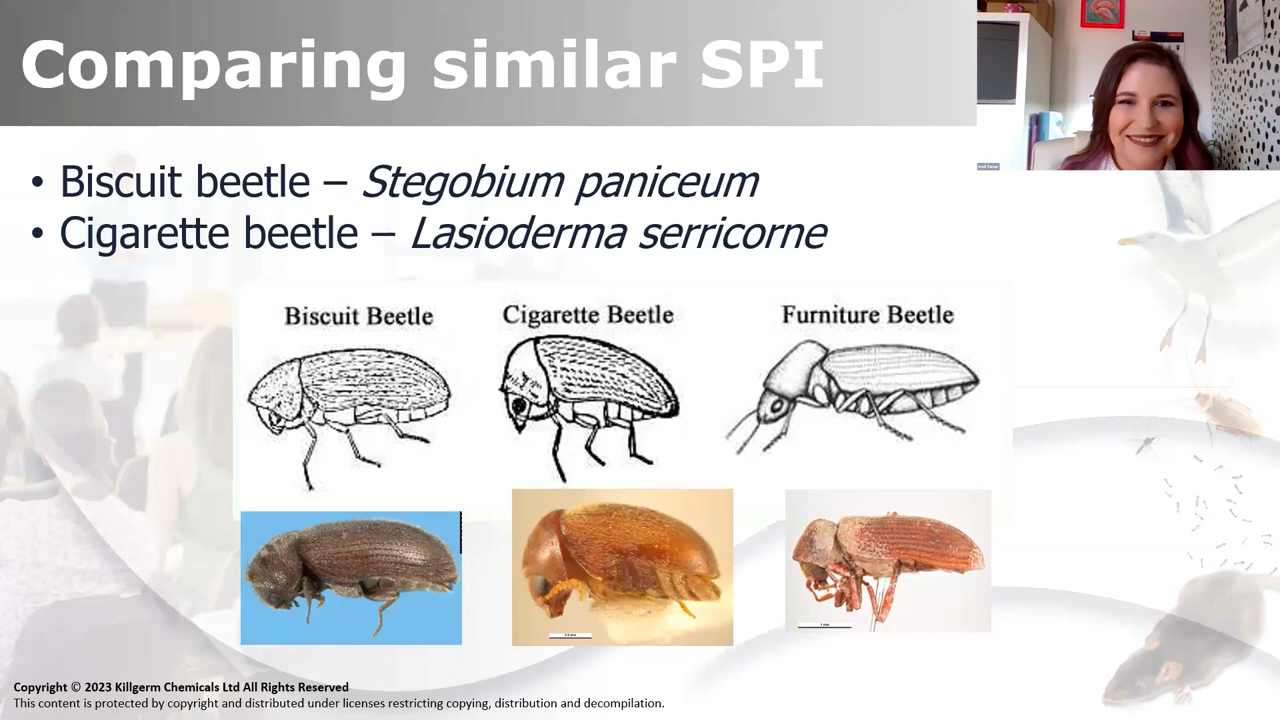 Comparing similar SPI
• Biscuit beetle – Stegobium paniceum
• Cigarette beetle – Lasioderma serricorne
Biscuit Beetle
Cigarette Beetle
Furniture Beetle
1 mm
Copyright © 2023 Killgerm Chemicals Ltd All Rights Reserved
This content is protected by copyright and distributed under licenses restricting copying, distribution and decompilation.